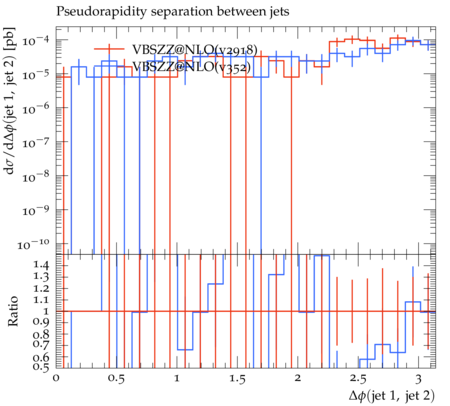 Pseudorapidity separation between jets
dσ/dΔϕ(jet 1, jet 2) [pb]
10⁻⁴
10⁻⁵
10⁻⁶
10⁻⁷
10⁻⁸
10⁻⁹
10⁻¹⁰
VBSZZ@NLO(v2918)
VBSZZ@NLO(v352)
Ratio
1.4
1.3
1.2
1.1
1
0.9
0.8
0.7
0.6
0.5
0 0.5 1 1.5 2 2.5 3
Δϕ(jet 1, jet 2)